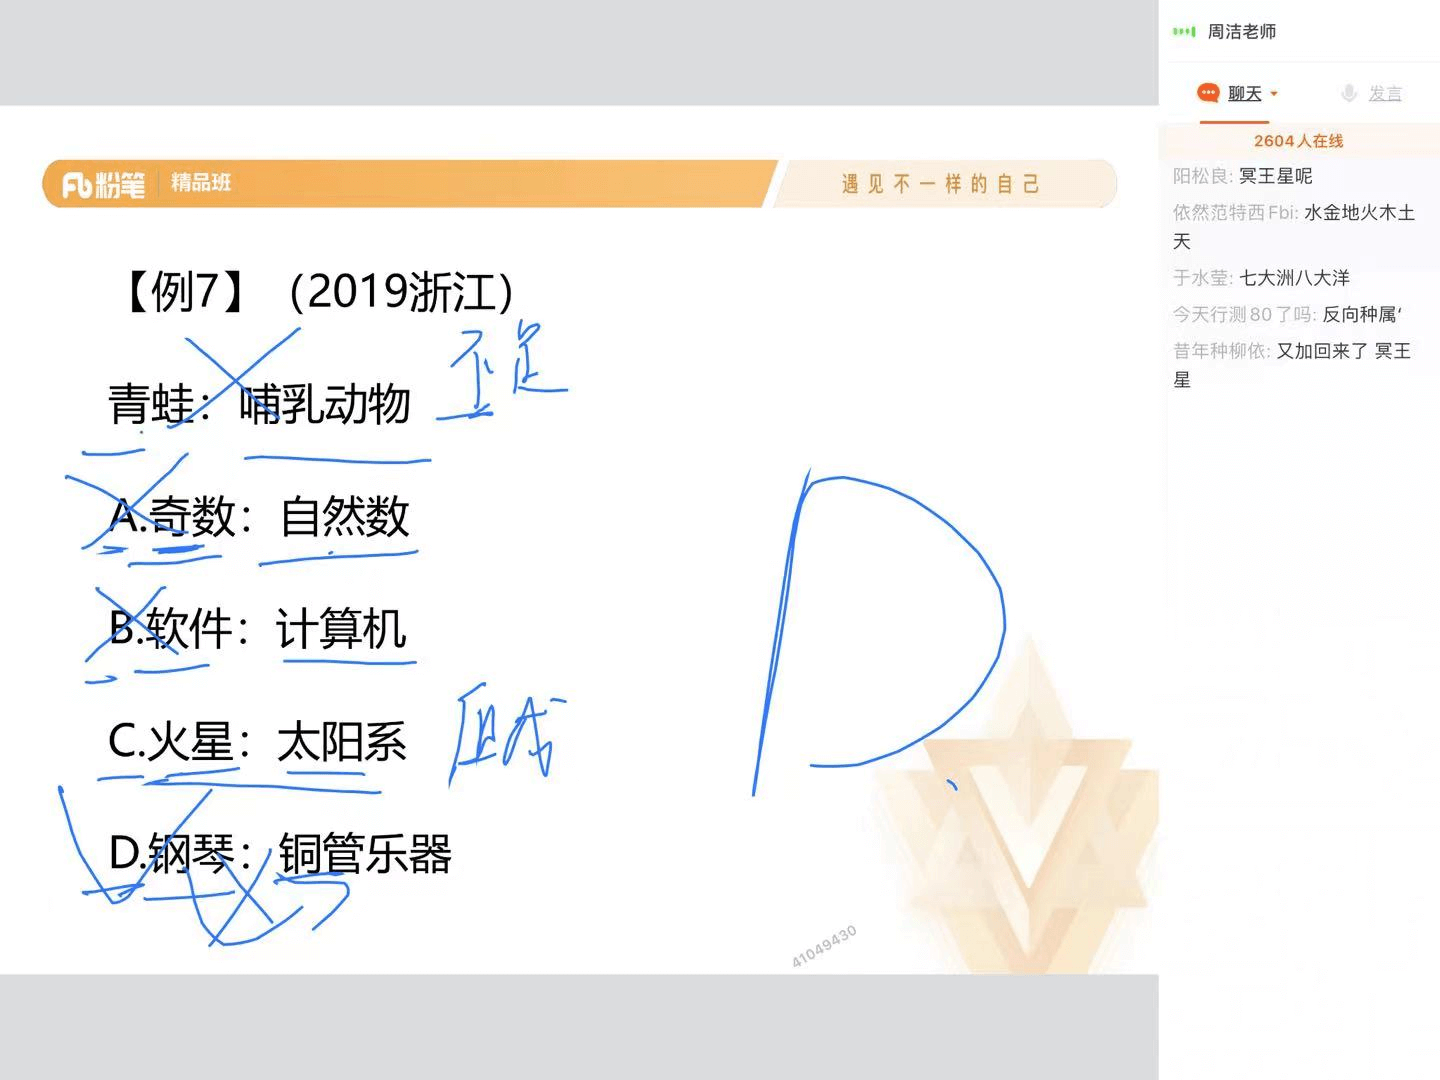 周洁老师
聊天
发言
2604人在线
阳松良: 冥王星呢
依然范特西Fbi: 水金地火木土
天
于水莹: 七大洲八大洋
今天行测80了吗: 反向种属‘
昔年种柳依: 又加回来了 冥王
星
粉笔 精品班
遇见不一样的自己
【例7】（2019浙江）
青蛙：哺乳动物
不是
A.奇数：自然数
B.软件：计算机
C.火星：太阳系
组成
D.钢琴：铜管乐器
D
41049430